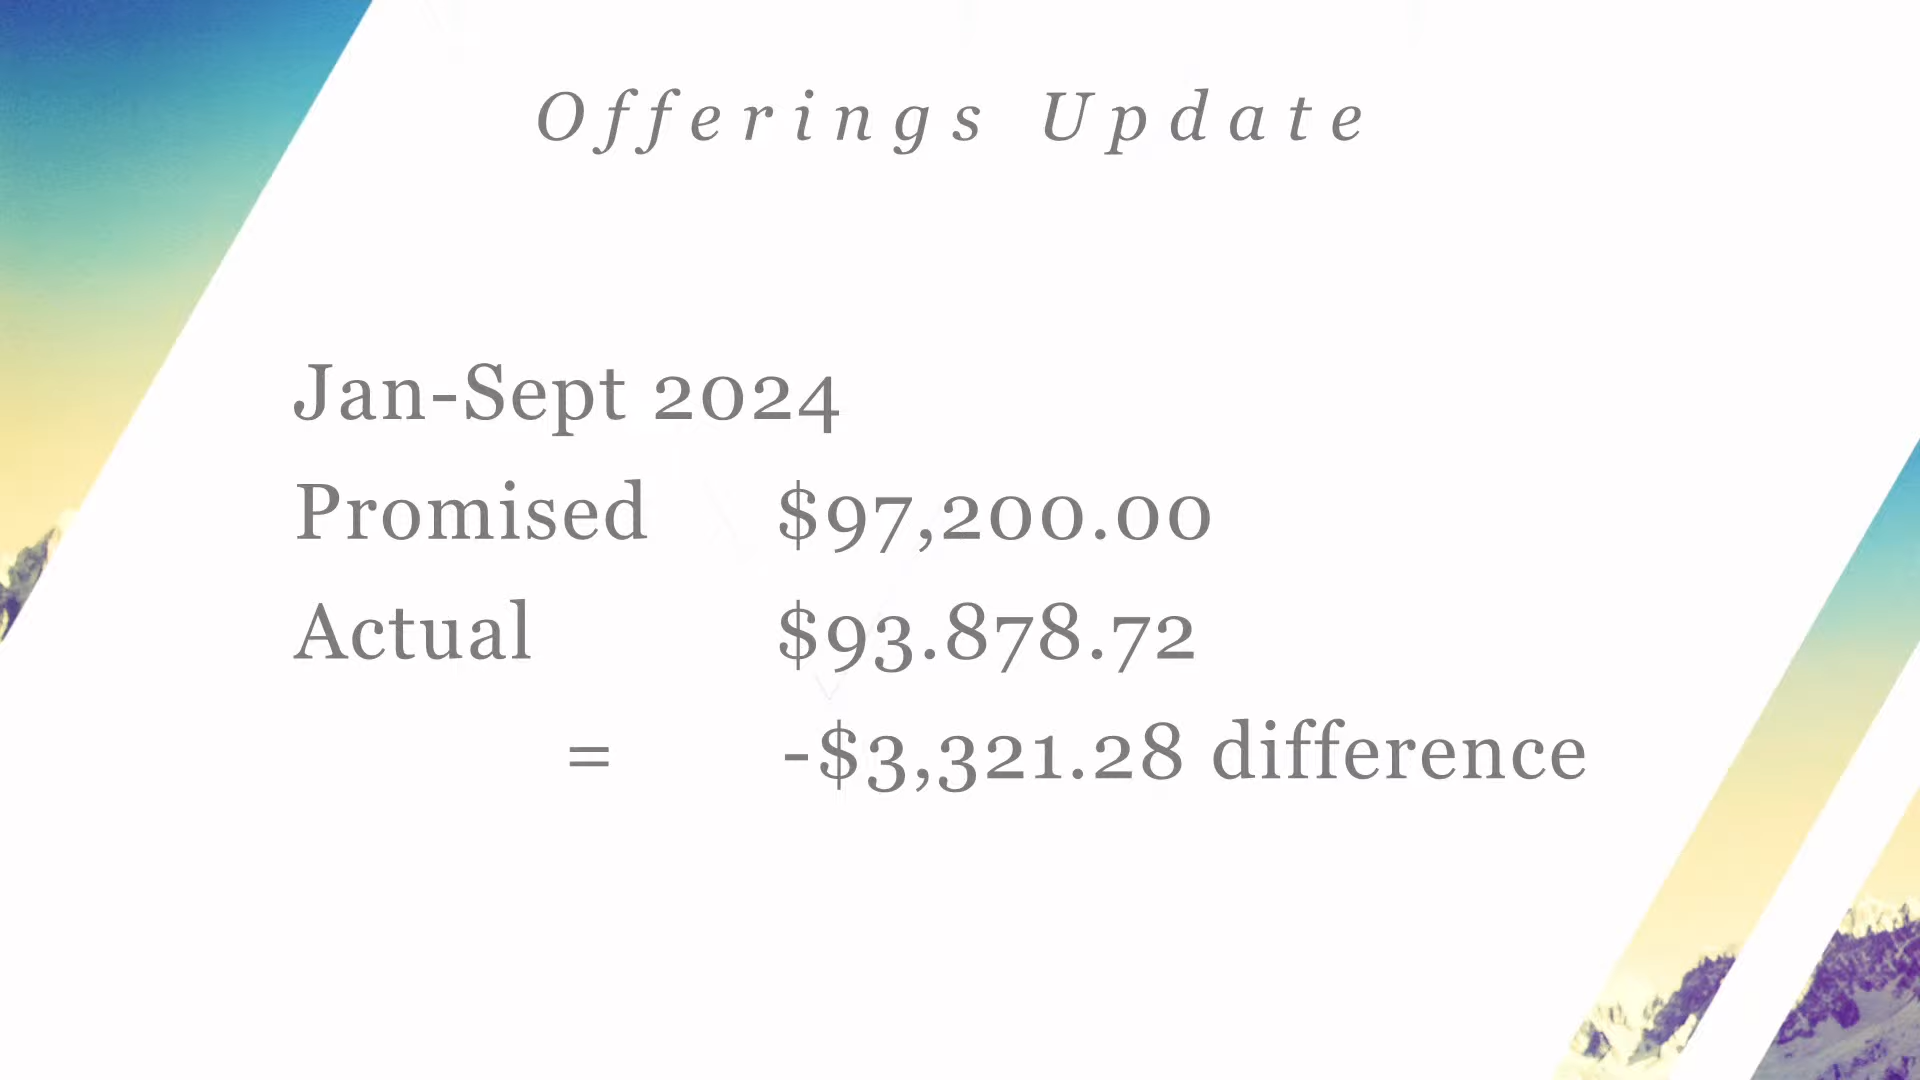 Offerings Update
Jan-Sept 2024
Promised $97,200.00
Actual $93.878.72
= -$3,321.28 difference